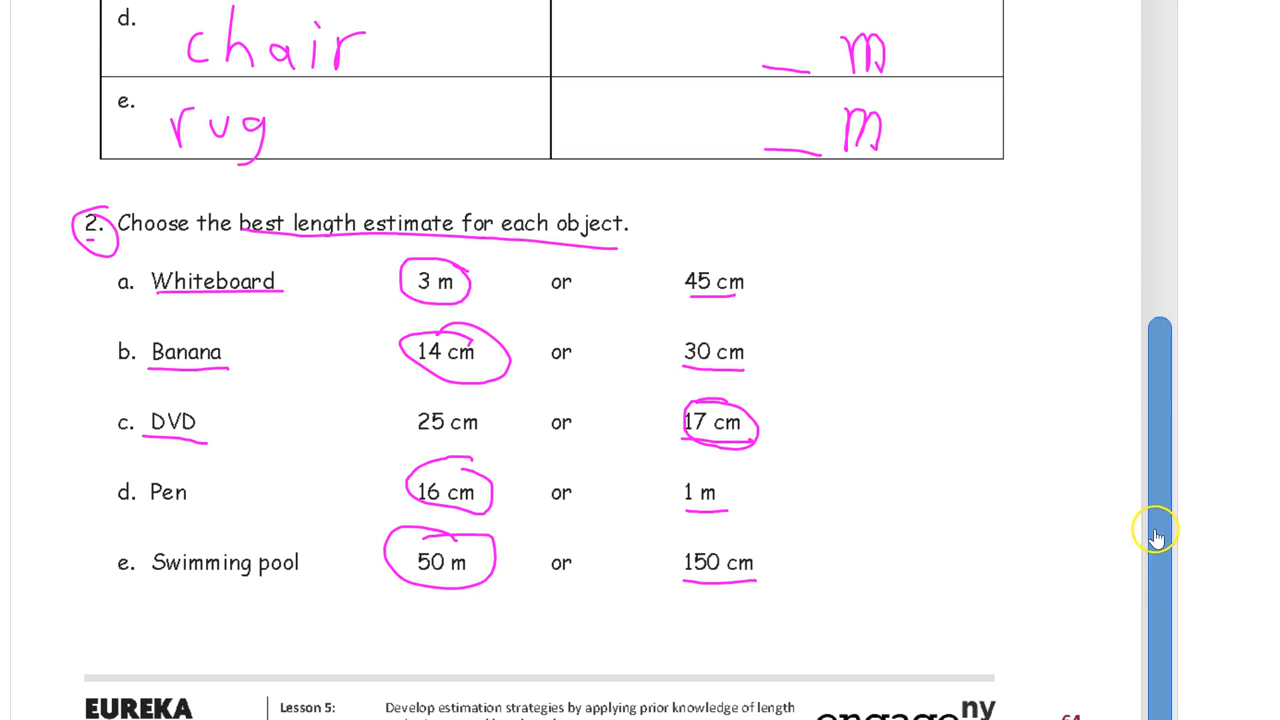 d. chair __ m
e. rug __ m
2. Choose the best length estimate for each object.
a. Whiteboard 3 m or 45 cm
b. Banana 14 cm or 30 cm
c. DVD 25 cm or 17 cm
d. Pen 16 cm or 1 m
e. Swimming pool 50 m or 150 cm
EUREKA Lesson 5: Develop estimation strategies by applying prior knowledge of length
engage ny